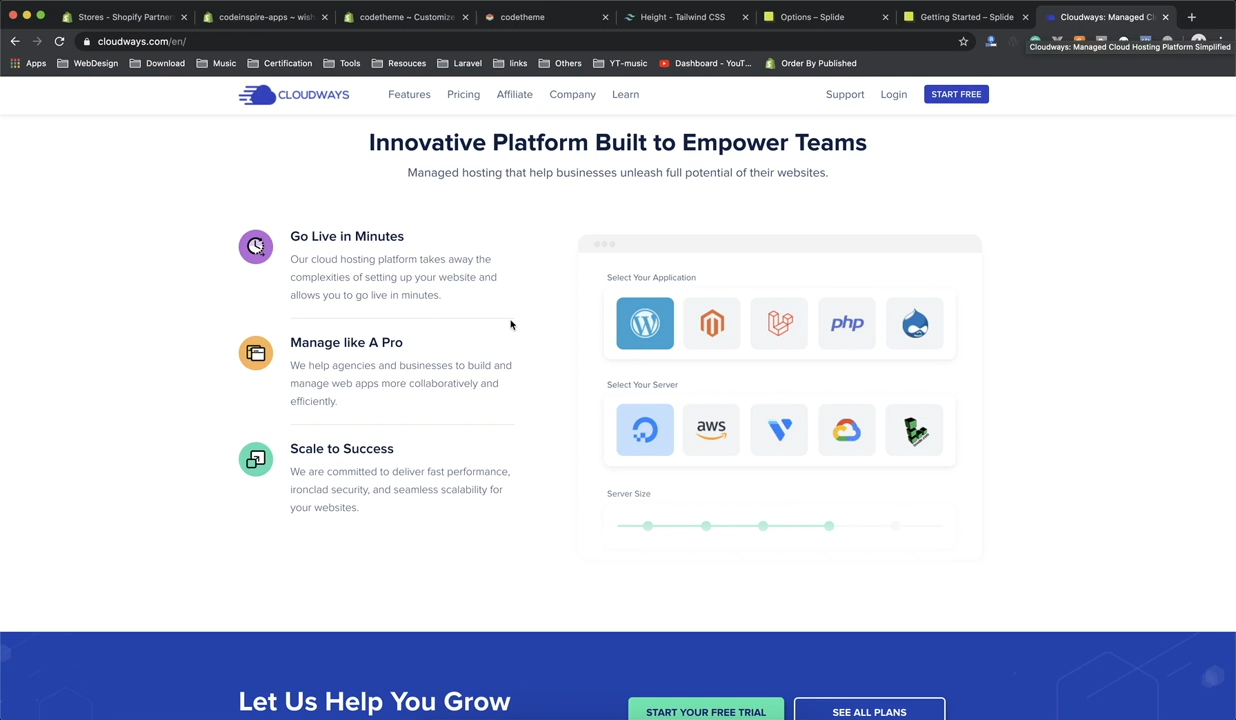 Stores - Shopify Partner
codeinspire-apps ~ wish
codetheme ~ Customize
codetheme
Height - Tailwind CSS
Options – Splide
Getting Started – Splide
Cloudways: Managed Cl
cloudways.com/en/
Cloudways: Managed Cloud Hosting Platform Simplified
Apps
WebDesign
Download
Music
Certification
Tools
Resouces
Laravel
links
Others
YT-music
Dashboard - YouT...
Order By Published
CLOUDWAYS
Features
Pricing
Affiliate
Company
Learn
Support
Login
START FREE
Innovative Platform Built to Empower Teams
Managed hosting that help businesses unleash full potential of their websites.
Go Live in Minutes
Our cloud hosting platform takes away the
complexities of setting up your website and
allows you to go live in minutes.
Manage like A Pro
We help agencies and businesses to build and
manage web apps more collaboratively and
efficiently.
Scale to Success
We are committed to deliver fast performance,
ironclad security, and seamless scalability for
your websites.
Select Your Application
php
Select Your Server
aws
Server Size
Let Us Help You Grow
START YOUR FREE TRIAL
SEE ALL PLANS